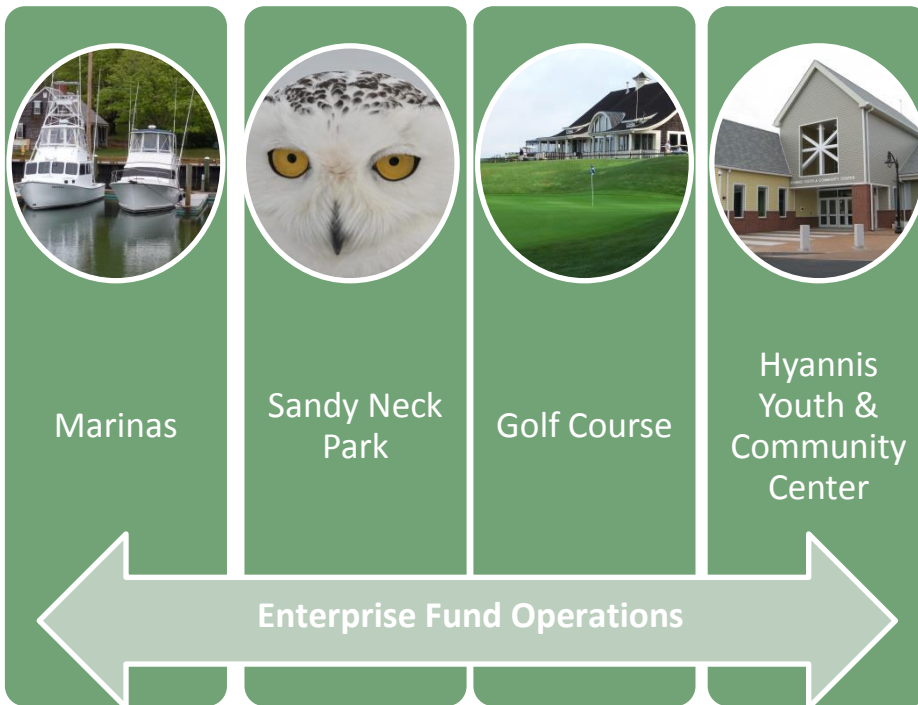 Marinas
Sandy Neck
Park
Golf Course
Hyannis
Youth &
Community
Center
Enterprise Fund Operations